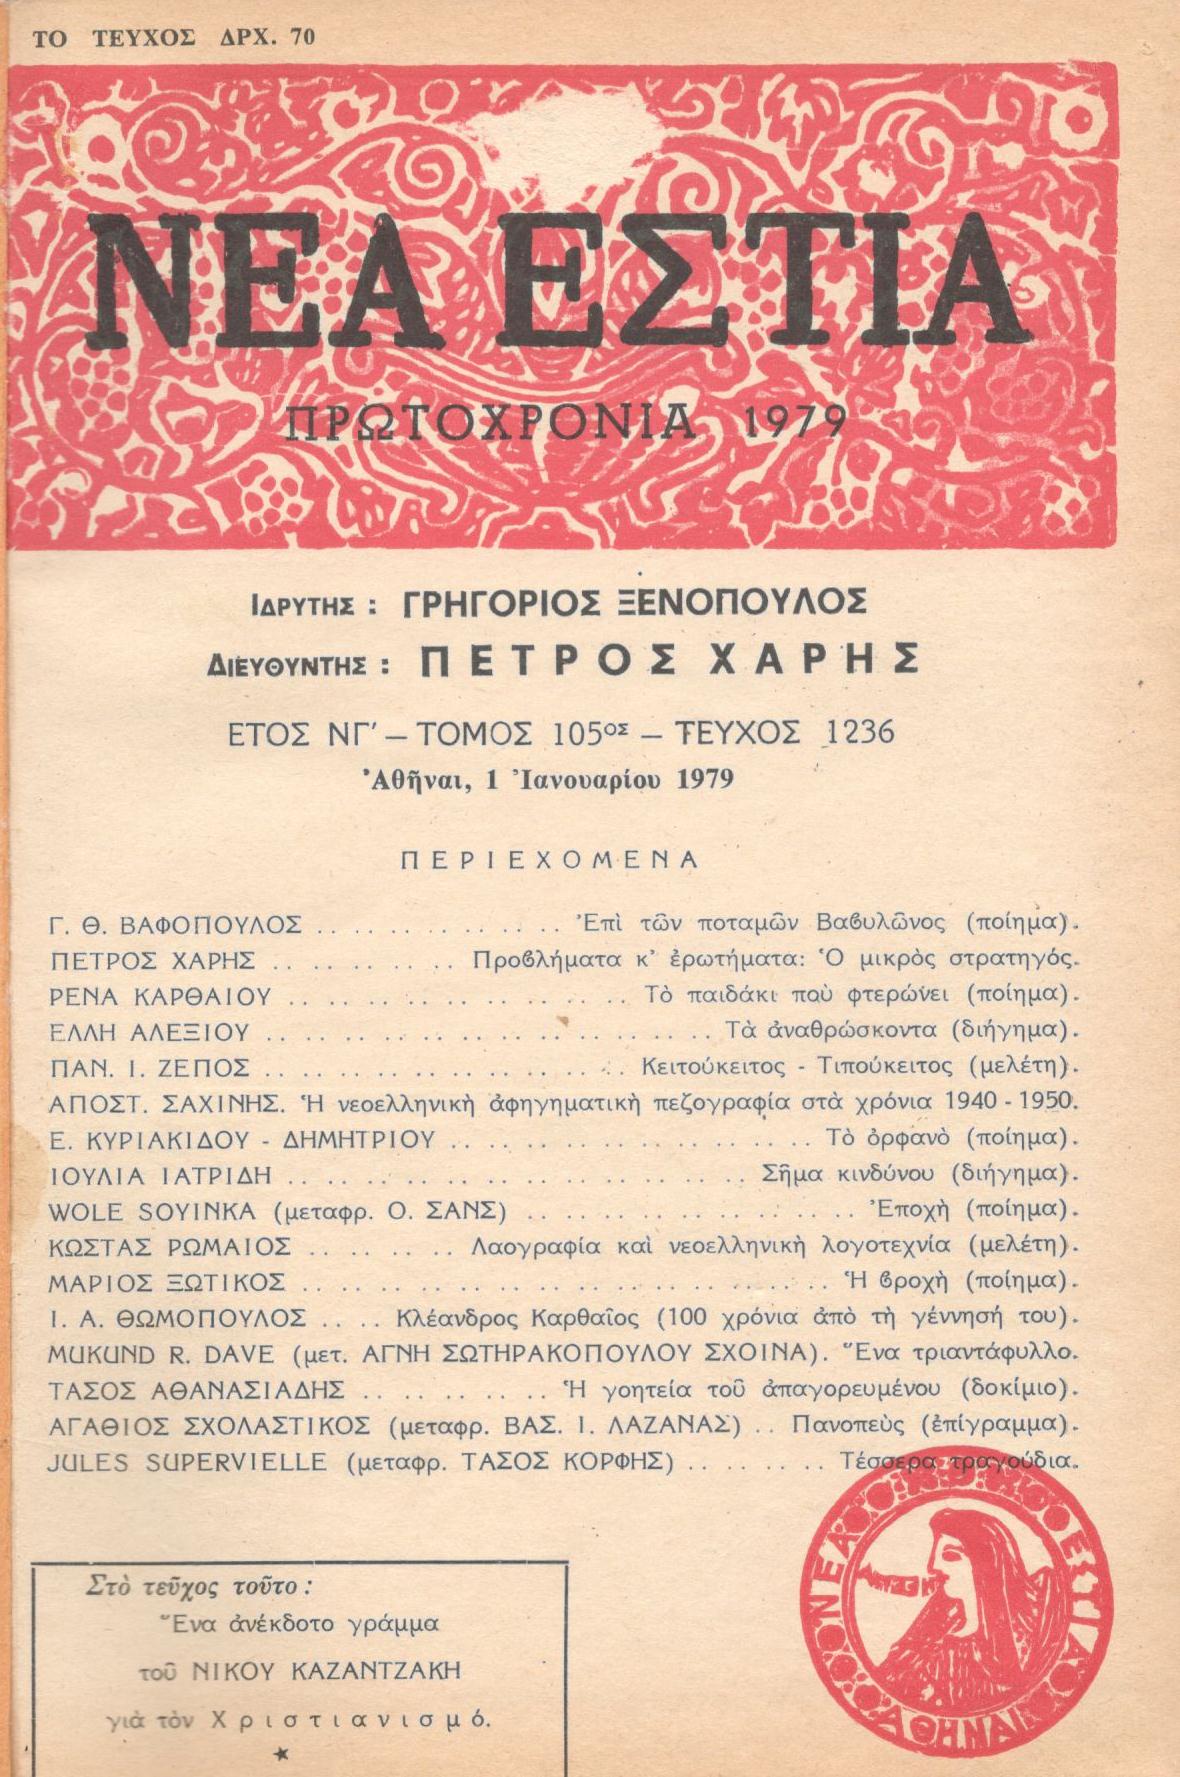 ΤΟ ΤΕΥΧΟΣ ΔΡΧ. 70
ΝΕΑ ΕΣΤΙΑ
ΠΡΩΤΟΧΡΟΝΙΑ 1979
ΙΔΡΥΤΗΣ : ΓΡΗΓΟΡΙΟΣ ΞΕΝΟΠΟΥΛΟΣ
ΔΙΕΥΘΥΝΤΗΣ : ΠΕΤΡΟΣ ΧΑΡΗΣ
ΕΤΟΣ ΝΓ' – ΤΟΜΟΣ 105ΟΣ – ΤΕΥΧΟΣ 1236
Ἀθῆναι, 1 Ἰανουαρίου 1979
ΠΕΡΙΕΧΟΜΕΝΑ
Γ. Θ. ΒΑΦΟΠΟΥΛΟΣ . . . . . . . . . . . . . Ἐπὶ τῶν ποταμῶν Βαϐυλῶνος (ποίημα).
ΠΕΤΡΟΣ ΧΑΡΗΣ . . . . . . . . . . Προϐλήματα κ' ἐρωτήματα: Ὁ μικρὸς στρατηγός.
ΡΕΝΑ ΚΑΡΘΑΙΟΥ . . . . . . . . . . . . . . . . . . Τὸ παιδάκι ποὺ φτερώνει (ποίημα).
ΕΛΛΗ ΑΛΕΞΙΟΥ . . . . . . . . . . . . . . . . . . . . . . . . Τὰ ἀναθρώσκοντα (διήγημα).
ΠΑΝ. Ι. ΖΕΠΟΣ . . . . . . . . . . . . . . . . . . . Κειτούκειτος - Τιπούκειτος (μελέτη).
ΑΠΟΣΤ. ΣΑΧΙΝΗΣ. Ἡ νεοελληνικὴ ἀφηγηματικὴ πεζογραφία στὰ χρόνια 1940 - 1950.
Ε. ΚΥΡΙΑΚΙΔΟΥ - ΔΗΜΗΤΡΙΟΥ . . . . . . . . . . . . . . . . . . . Τὸ ὀρφανὸ (ποίημα).
ΙΟΥΛΙΑ ΙΑΤΡΙΔΗ . . . . . . . . . . . . . . . . . . . . . . . . Σῆμα κινδύνου (διήγημα).
WOLE SOYINKA (μεταφρ. Ο. ΣΑΝΣ) . . . . . . . . . . . . . . . . . Ἐποχὴ (ποίημα).
ΚΩΣΤΑΣ ΡΩΜΑΙΟΣ . . . . . . . . Λαογραφία καὶ νεοελληνικὴ λογοτεχνία (μελέτη).
ΜΑΡΙΟΣ ΞΩΤΙΚΟΣ . . . . . . . . . . . . . . . . . . . . . . . . . . . Ἡ ϐροχὴ (ποίημα).
Ι. Α. ΘΩΜΟΠΟΥΛΟΣ . . . . Κλέανδρος Καρθαῖος (100 χρόνια ἀπὸ τὴ γέννησή του).
MUKUND R. DAVE (μετ. ΑΓΝΗ ΣΩΤΗΡΑΚΟΠΟΥΛΟΥ ΣΧΟΙΝΑ). Ἕνα τριαντάφυλλο.
ΤΑΣΟΣ ΑΘΑΝΑΣΙΑΔΗΣ . . . . . . . . . . Ἡ γοητεία τοῦ ἀπαγορευμένου (δοκίμιο).
ΑΓΑΘΙΟΣ ΣΧΟΛΑΣΤΙΚΟΣ (μεταφρ. ΒΑΣ. Ι. ΛΑΖΑΝΑΣ) . . Πανοπεὺς (ἐπίγραμμα).
JULES SUPERVIELLE (μεταφρ. ΤΑΣΟΣ ΚΟΡΦΗΣ) . . . . . . . Τέσσερα τραγούδια.
Στὸ τεῦχος τοῦτο :
Ἕνα ἀνέκδοτο γράμμα
τοῦ ΝΙΚΟΥ ΚΑΖΑΝΤΖΑΚΗ
γιὰ τὸν Χριστιανισμό.
ΝΕΑ ΕΣΤΙΑ
ΑΘΗΝΑΙ